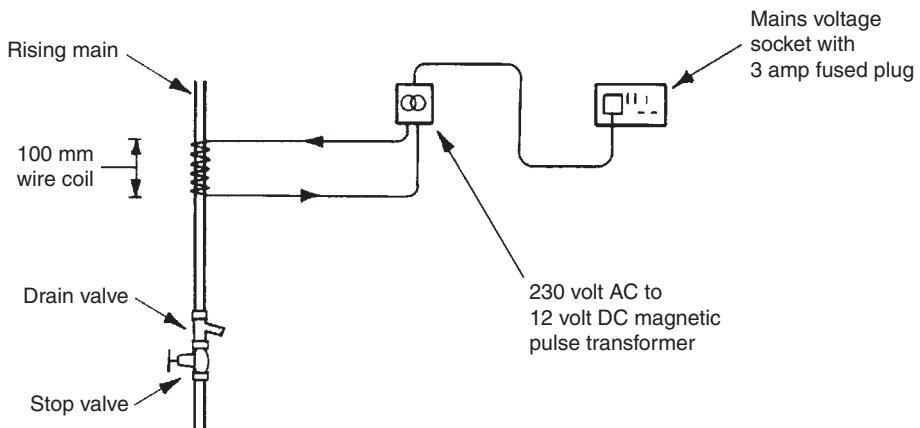 Rising main
Mains voltage
socket with
3 amp fused plug
100 mm
wire coil
Drain valve
230 volt AC to
12 volt DC magnetic
pulse transformer
Stop valve